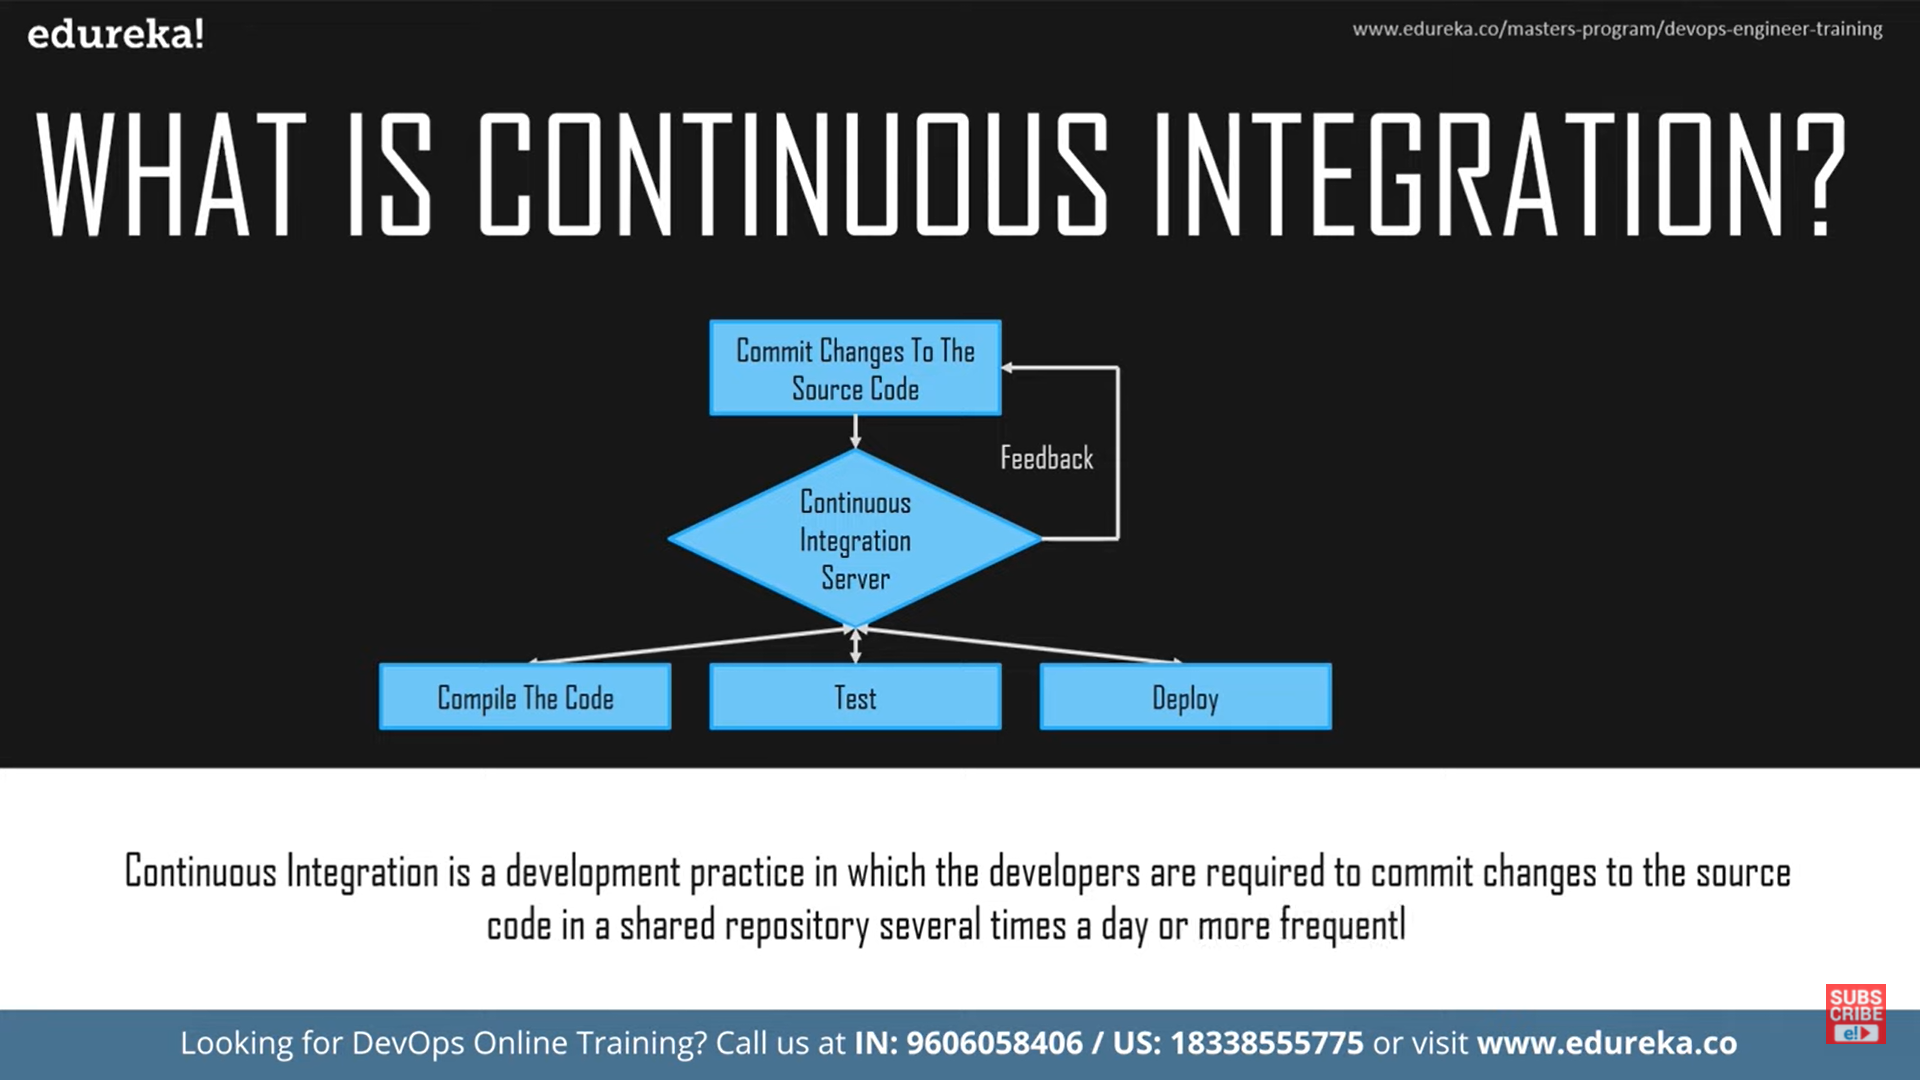 edureka!
www.edureka.co/masters-program/devops-engineer-training
WHAT IS CONTINUOUS INTEGRATION?
Commit Changes To The
Source Code
Feedback
Continuous
Integration
Server
Compile The Code
Test
Deploy
Continuous Integration is a development practice in which the developers are required to commit changes to the source
code in a shared repository several times a day or more frequentl
SUBS
CRIBE
e!
Looking for DevOps Online Training? Call us at IN: 9606058406 / US: 18338555775 or visit www.edureka.co